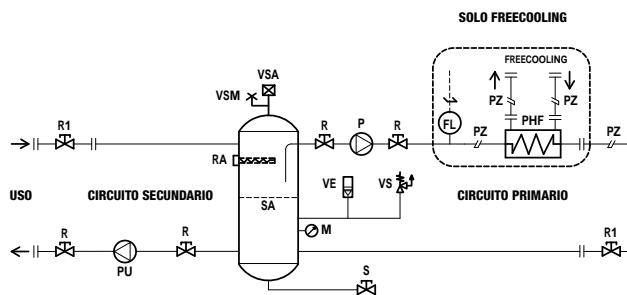 SOLO FREECOOLING
FREECOOLING
VSA
VSM
PZ
PZ
R1
R
P
R
FL
PZ
PHF
PZ
RA
USO
CIRCUITO SECUNDARIO
SA
VE
VS
CIRCUITO PRIMARIO
M
R
PU
R
R1
S